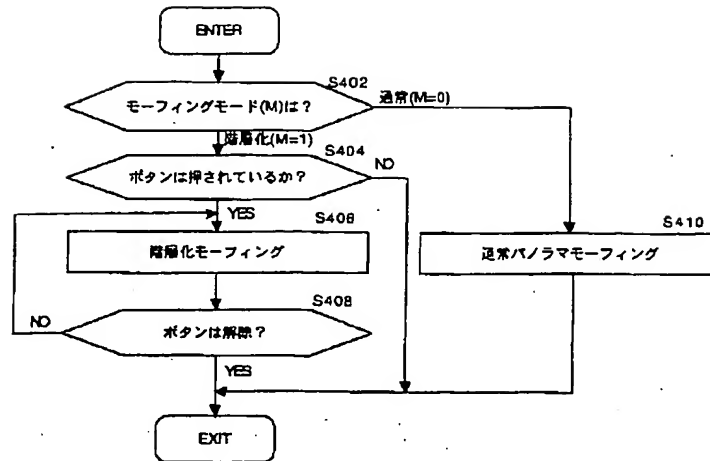 ENTER
S402
モーフィングモード(M)は？
通常(M=0)
階層化(M=1)
S404
ボタンは押されているか？
NO
YES
S406
階層化モーフィング
S410
通常パノラマモーフィング
S408
NO
ボタンは解除？
YES
EXIT